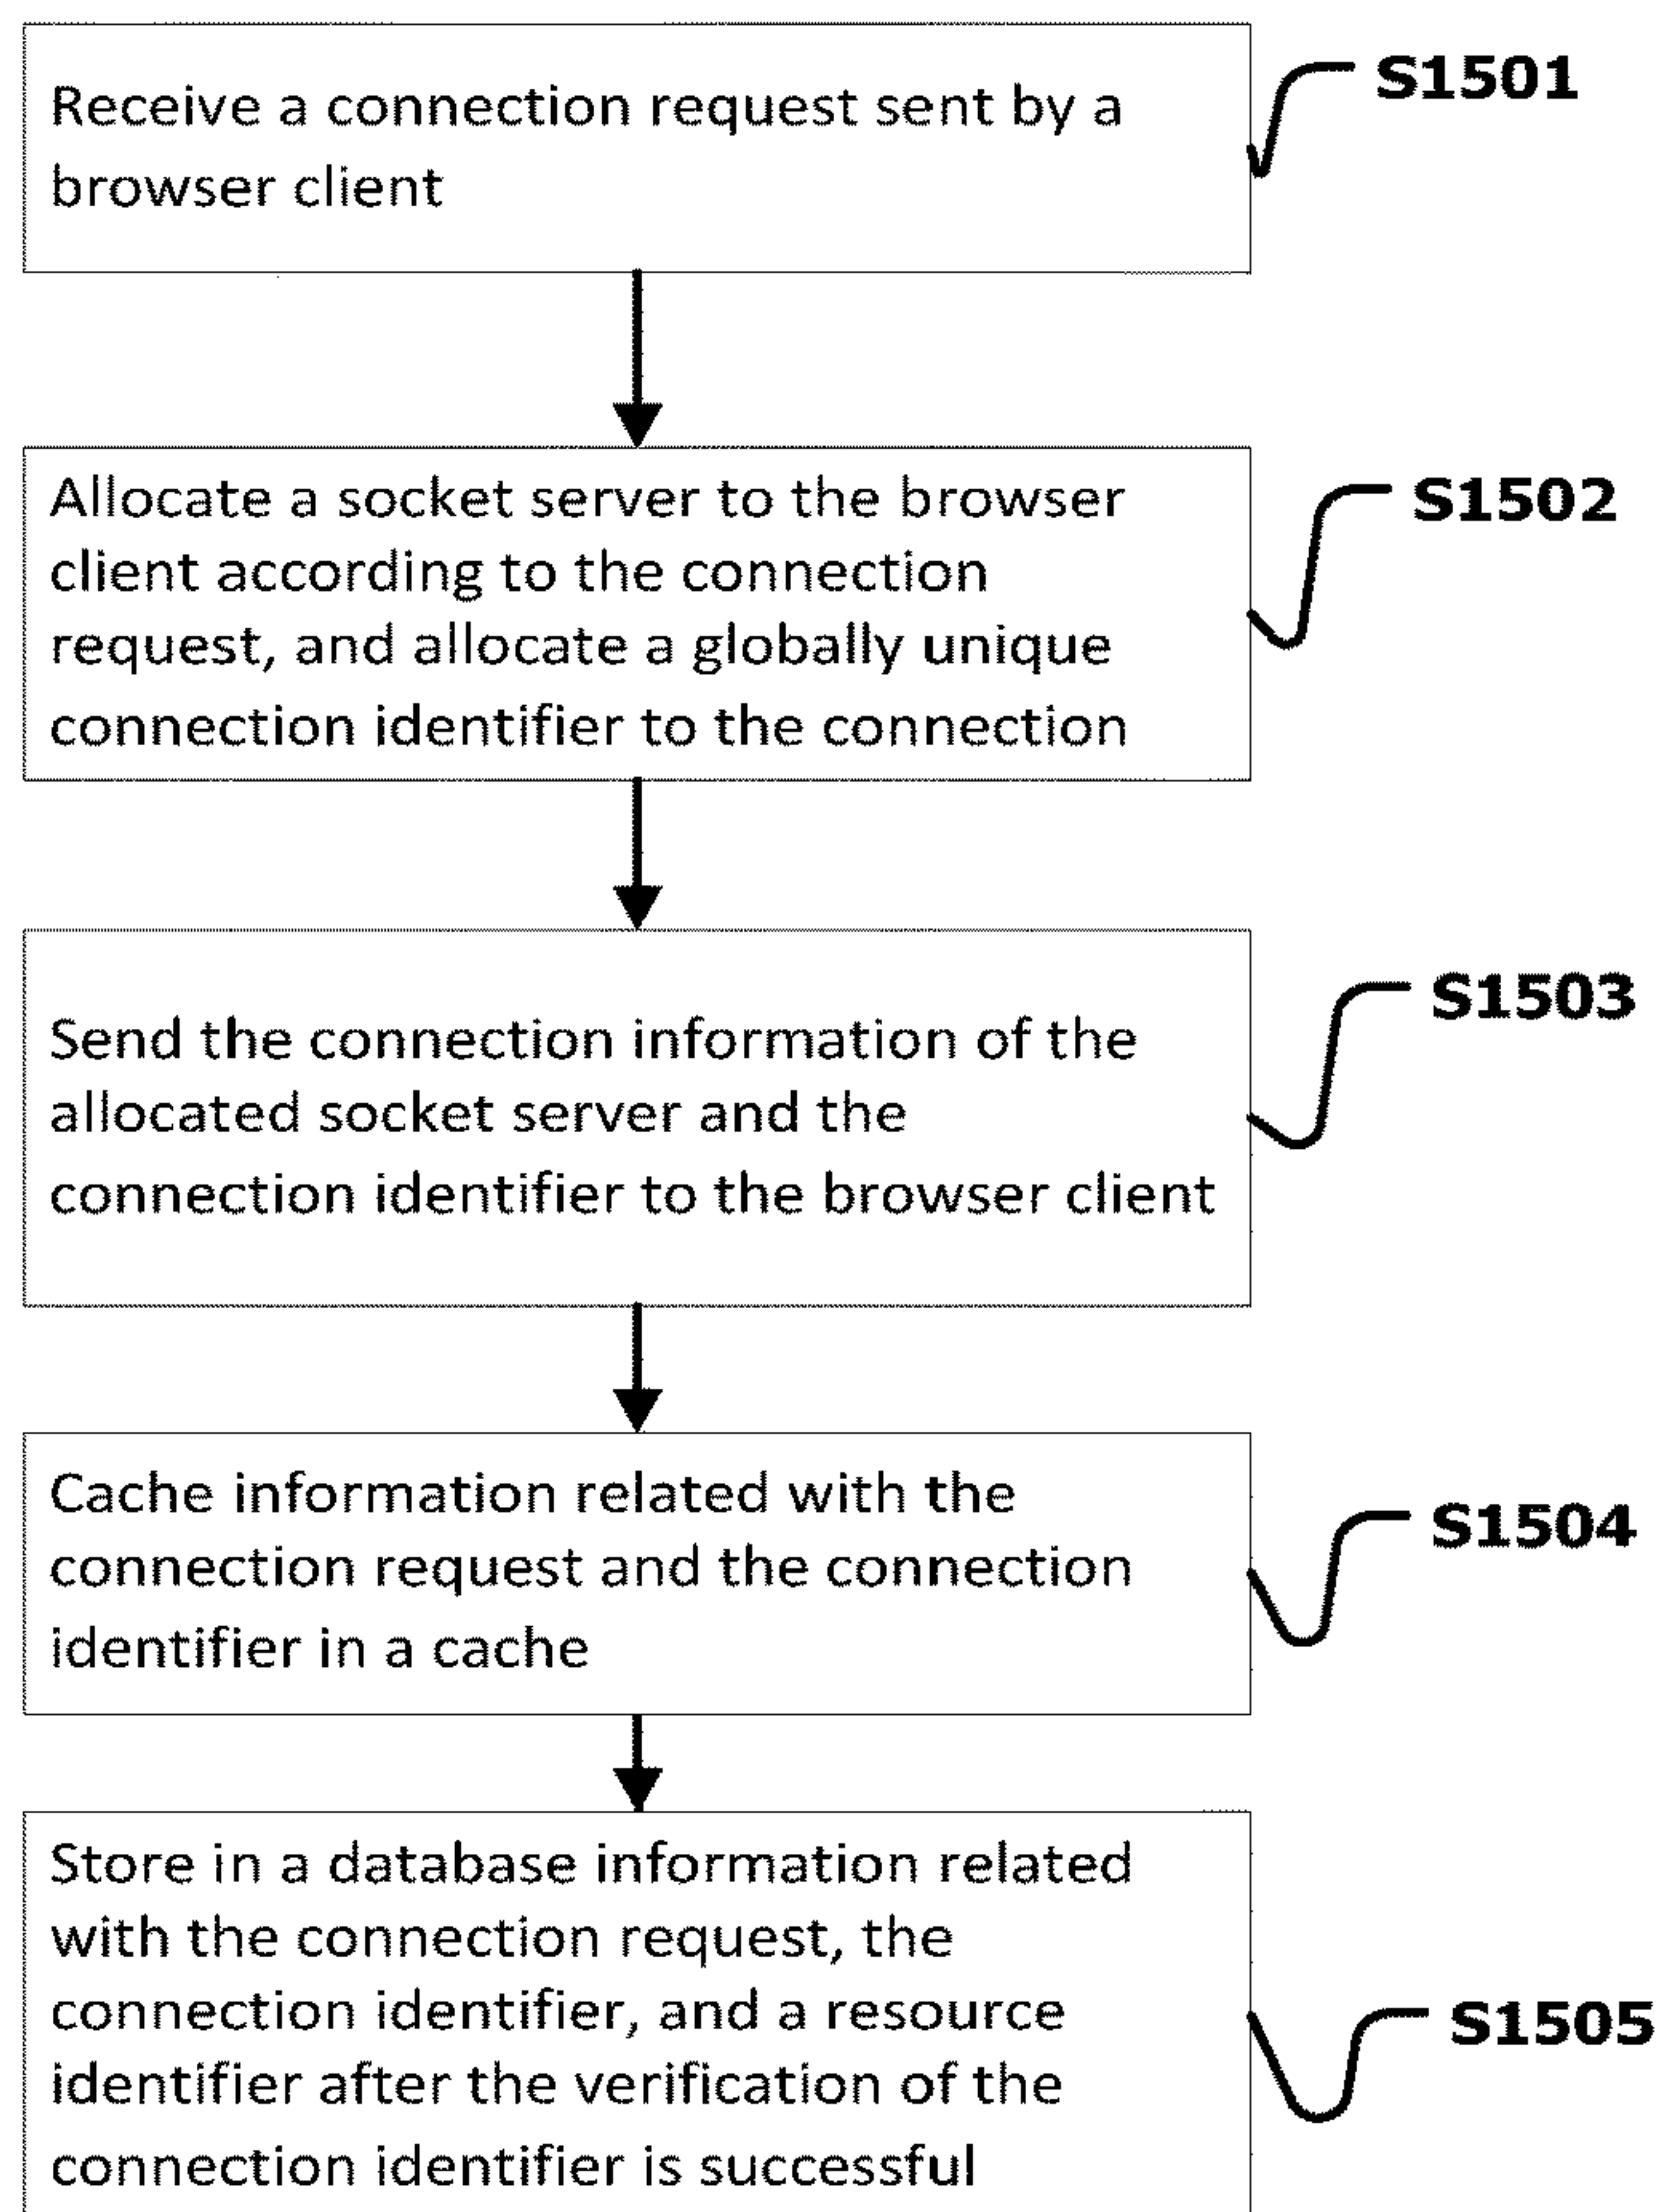 Receive a connection request sent by a
browser client
S1501
Allocate a socket server to the browser
client according to the connection
request, and allocate a globally unique
connection identifier to the connection
S1502
Send the connection information of the
allocated socket server and the
connection identifier to the browser client
S1503
Cache information related with the
connection request and the connection
identifier in a cache
S1504
Store in a database information related
with the connection request, the
connection identifier, and a resource
identifier after the verification of the
connection identifier is successful
S1505